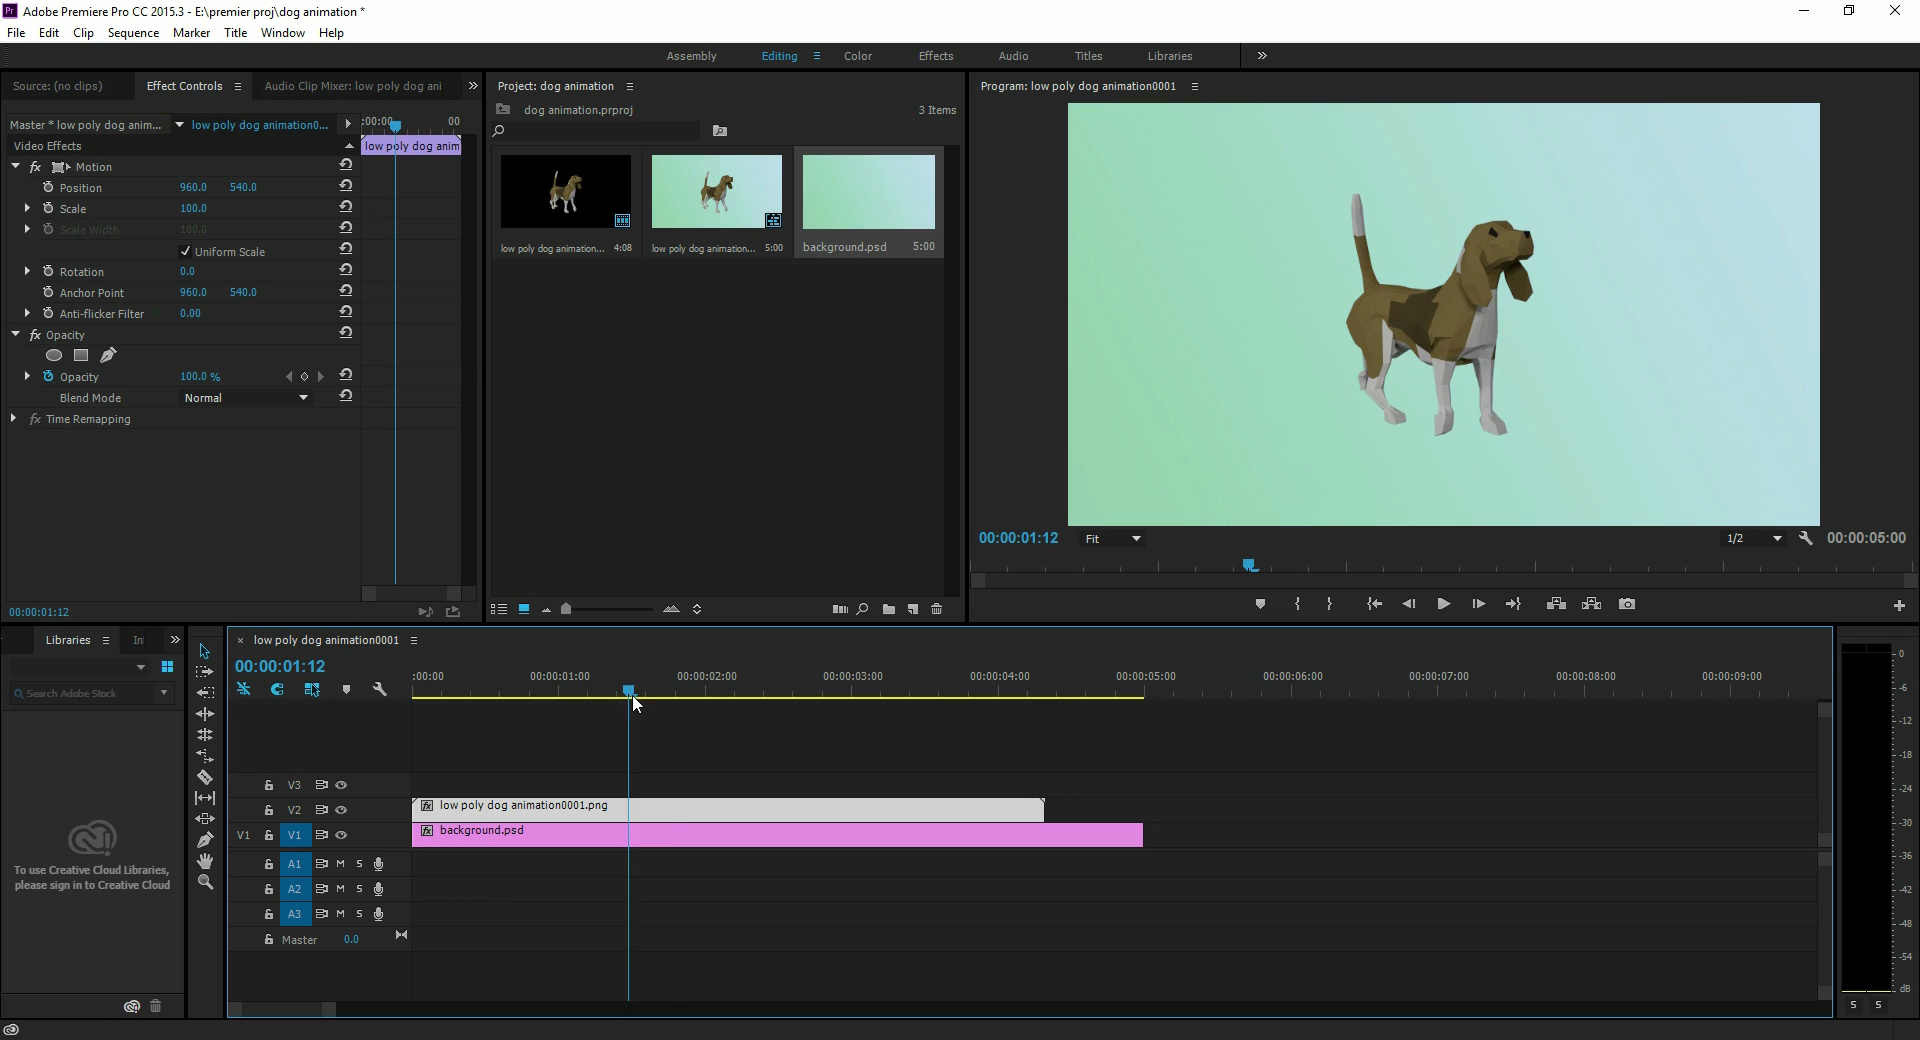 Pr Adobe Premiere Pro CC 2015.3 - E:\premier proj\dog animation *
File Edit Clip Sequence Marker Title Window Help
Assembly Editing Color Effects Audio Titles Libraries
Source: (no clips) Effect Controls Audio Clip Mixer: low poly dog ani
Project: dog animation
Program: low poly dog animation0001
dog animation.prproj 3 Items
Master * low poly dog anim... low poly dog animation0... :00:00 00
Video Effects low poly dog anim
fx Motion
Position 960.0 540.0
Scale 100.0
Scale Width 100.0
Uniform Scale
Rotation 0.0
Anchor Point 960.0 540.0
Anti-flicker Filter 0.00
fx Opacity
Opacity 100.0 %
Blend Mode Normal
fx Time Remapping
low poly dog animation... 4:08 low poly dog animation... 5:00 background.psd 5:00
00:00:01:12 Fit 1/2 00:00:05:00
00:00:01:12
Libraries
Search Adobe Stock
To use Creative Cloud Libraries,
please sign in to Creative Cloud
× low poly dog animation0001
00:00:01:12
:00:00 00:00:01:00 00:00:02:00 00:00:03:00 00:00:04:00 00:00:05:00 00:00:06:00 00:00:07:00 00:00:08:00 00:00:09:00
V3
V2 fx low poly dog animation0001.png
V1 V1 fx background.psd
A1 M S
A2 M S
A3 M S
Master 0.0
0
-6
-12
-18
-24
-30
-36
-42
-48
-54
dB
S S